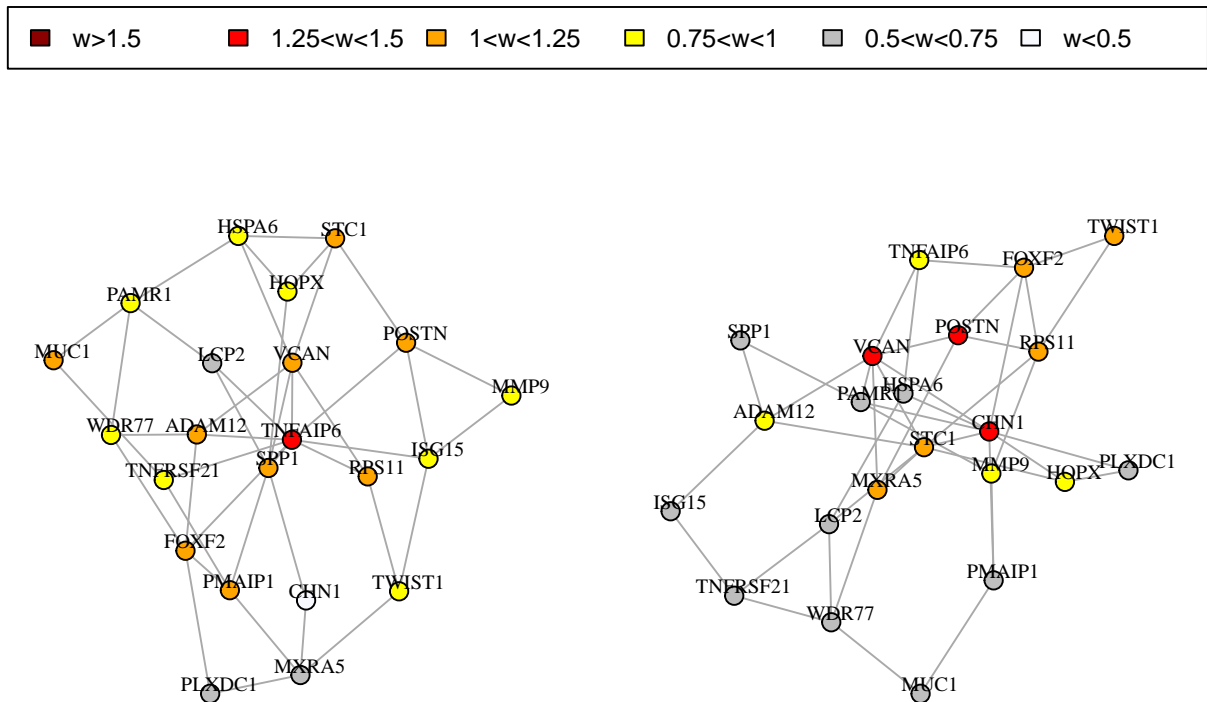 w>1.5 1.25<w<1.5 1<w<1.25 0.75<w<1 0.5<w<0.75 w<0.5
HSPA6
STC1
HOPX
PAMR1
POSTN
MUC1
LCP2
VCAN
MMP9
WDR77
ADAM12
TNFAIP6
ISG15
SPP1
RPS11
TNFRSF21
FOXF2
PMAIP1
CHN1
TWIST1
MXRA5
PLXDC1
TWIST1
TNFAIP6
FOXF2
SPP1
POSTN
VCAN
RPS11
HSPA6
PAMR1
ADAM12
CHN1
STC1
MMP9
HOPX
PLXDC1
MXRA5
ISG15
LCP2
TNFRSF21
PMAIP1
WDR77
MUC1